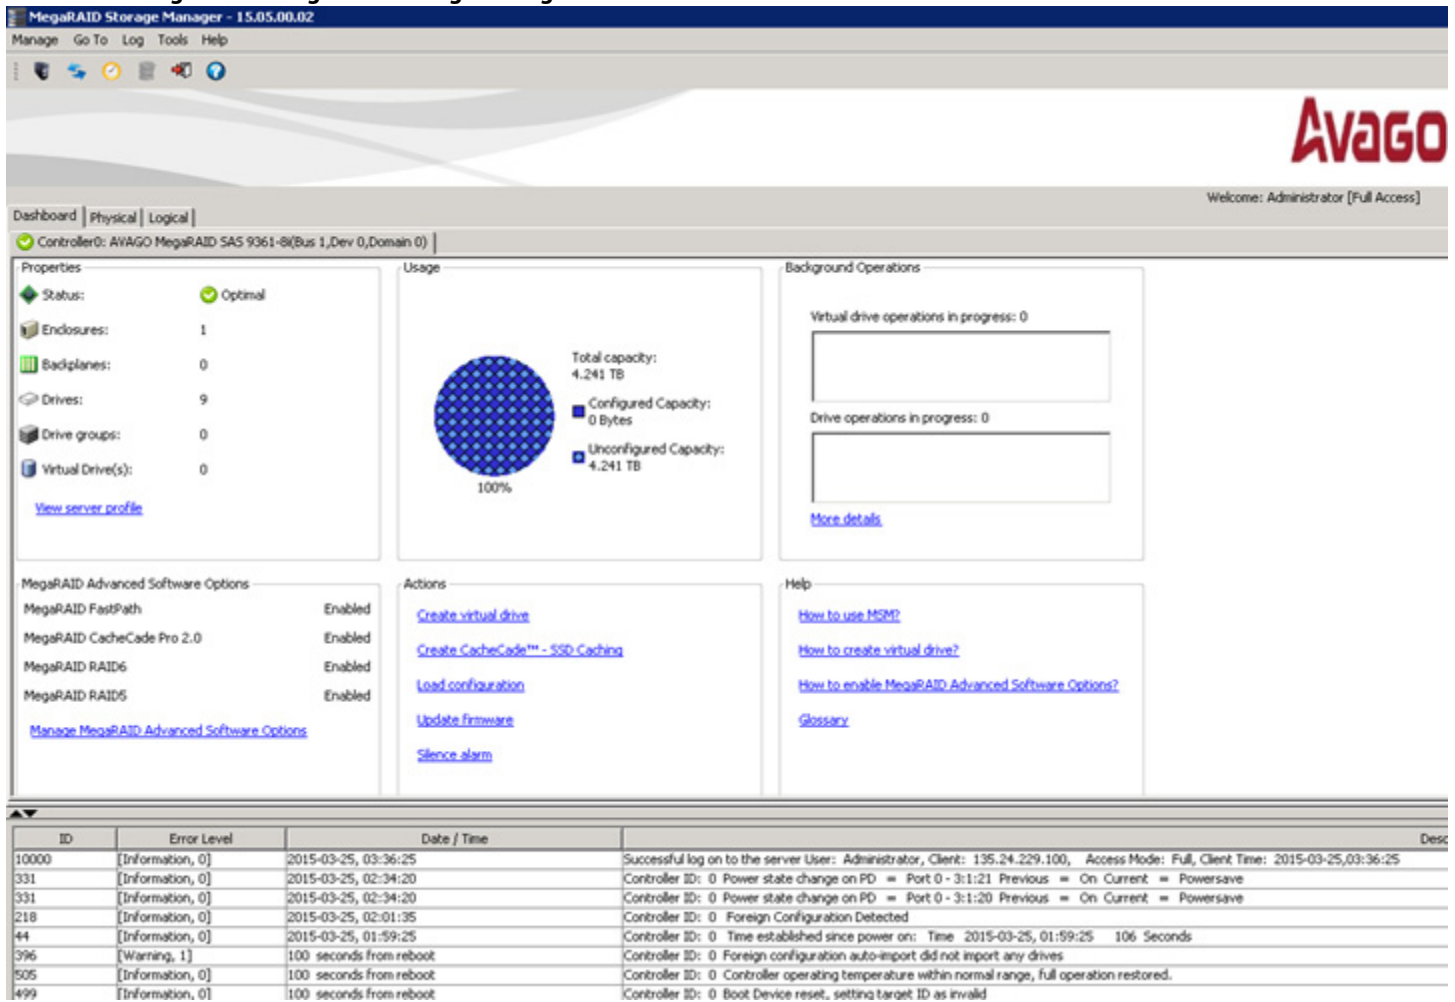 MegaRAID Storage Manager - 15.05.00.02
Manage Go To Log Tools Help
AVAGO
Welcome: Administrator [Full Access]
Dashboard Physical Logical
Controller0: AVAGO MegaRAID SAS 9361-8i(Bus 1,Dev 0,Domain 0)
Properties
Status: Optimal
Enclosures: 1
Backplanes: 0
Drives: 9
Drive groups: 0
Virtual Drive(s): 0
View server profile
Usage
Total capacity:
4.241 TB
Configured Capacity:
0 Bytes
Unconfigured Capacity:
4.241 TB
100%
Background Operations
Virtual drive operations in progress: 0
Drive operations in progress: 0
More details
MegaRAID Advanced Software Options
MegaRAID FastPath Enabled
MegaRAID CacheCade Pro 2.0 Enabled
MegaRAID RAID6 Enabled
MegaRAID RAID5 Enabled
Manage MegaRAID Advanced Software Options
Actions
Create virtual drive
Create CacheCade™ - SSD Caching
Load configuration
Update firmware
Silence alarm
Help
How to use MSM?
How to create virtual drive?
How to enable MegaRAID Advanced Software Options?
Glossary
ID Error Level Date / Time Desc
10000 [Information, 0] 2015-03-25, 03:36:25 Successful log on to the server User: Administrator, Client: 135.24.229.100, Access Mode: Full, Client Time: 2015-03-25,03:36:25
331 [Information, 0] 2015-03-25, 02:34:20 Controller ID: 0 Power state change on PD = Port 0 - 3:1:21 Previous = On Current = Powersave
331 [Information, 0] 2015-03-25, 02:34:20 Controller ID: 0 Power state change on PD = Port 0 - 3:1:20 Previous = On Current = Powersave
218 [Information, 0] 2015-03-25, 02:01:35 Controller ID: 0 Foreign Configuration Detected
44 [Information, 0] 2015-03-25, 01:59:25 Controller ID: 0 Time established since power on: Time 2015-03-25, 01:59:25 106 Seconds
396 [Warning, 1] 100 seconds from reboot Controller ID: 0 Foreign configuration auto-import did not import any drives
505 [Information, 0] 100 seconds from reboot Controller ID: 0 Controller operating temperature within normal range, full operation restored.
499 [Information, 0] 100 seconds from reboot Controller ID: 0 Boot Device reset, setting target ID as invalid